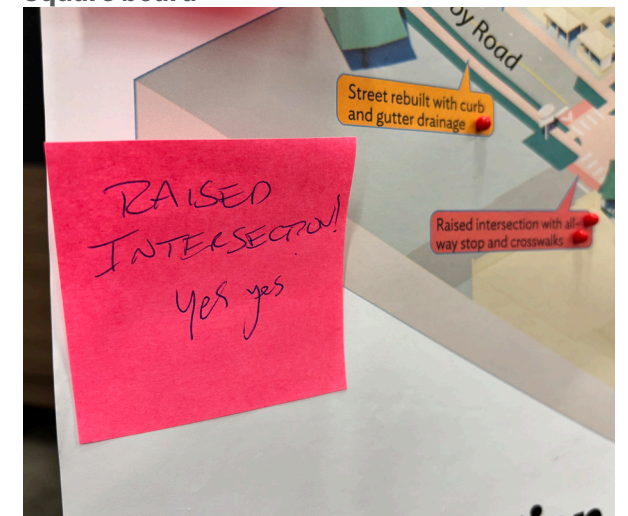 Square board
oy Road
Street rebuilt with curb
and gutter drainage
Raised intersection with all-
way stop and crosswalks
RAISED
INTERSECTION!
yes yes